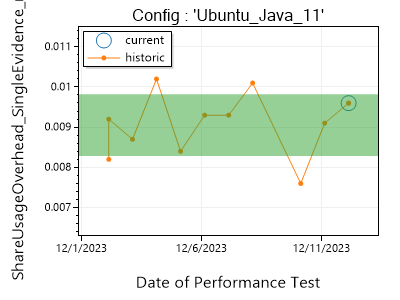 Config : 'Ubuntu_Java_11'
current
historic
0.011
0.01
0.009
0.008
0.007
ShareUsageOverhead_SingleEvidence_
12/1/2023
12/6/2023
12/11/2023
Date of Performance Test